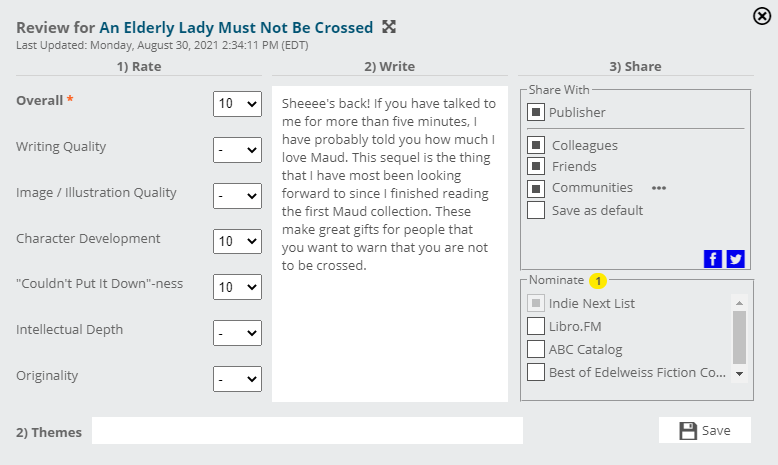 Review for An Elderly Lady Must Not Be Crossed
Last Updated: Monday, August 30, 2021 2:34:11 PM (EDT)
1) Rate
Overall *
10
Writing Quality
-
Image / Illustration Quality
-
Character Development
10
"Couldn't Put It Down"-ness
10
Intellectual Depth
-
Originality
-
2) Write
Sheeee's back! If you have talked to
me for more than five minutes, I
have probably told you how much I
love Maud. This sequel is the thing
that I have most been looking
forward to since I finished reading
the first Maud collection. These
make great gifts for people that
you want to warn that you are not
to be crossed.
3) Share
Share With
Publisher
Colleagues
Friends
Communities •••
Save as default
Nominate 1
Indie Next List
Libro.FM
ABC Catalog
Best of Edelweiss Fiction Co...
2) Themes
Save